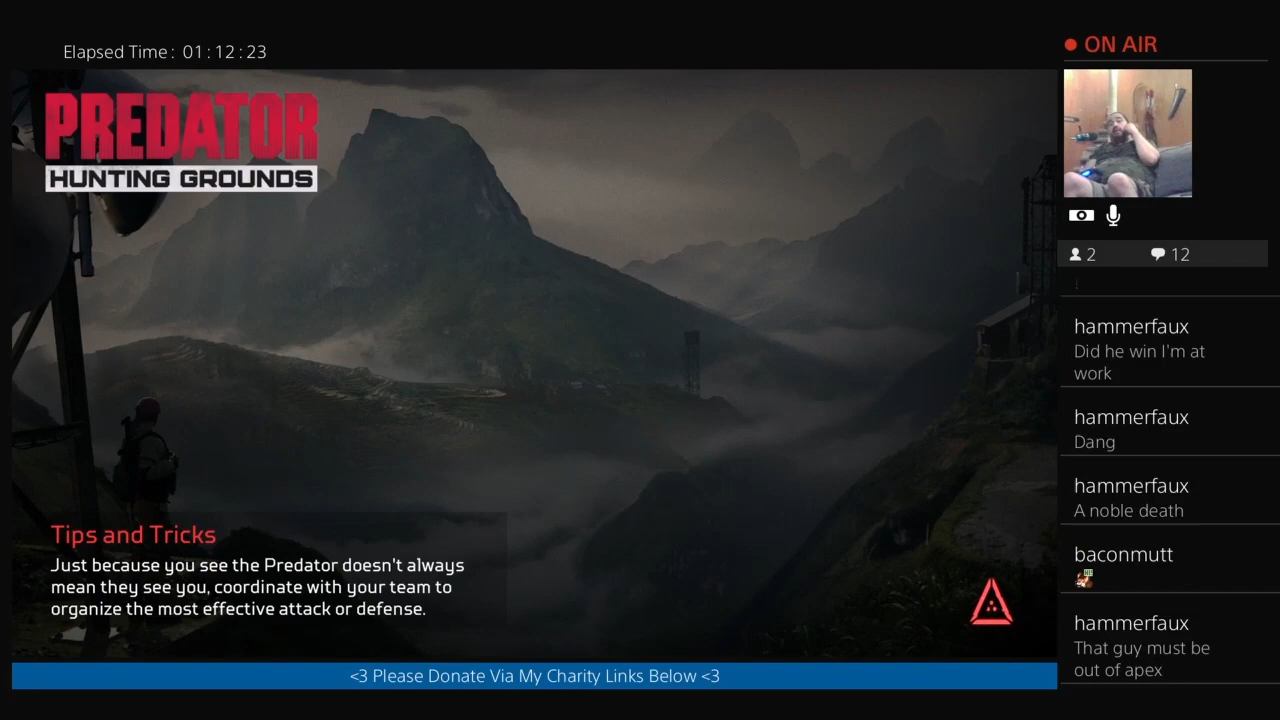 Elapsed Time: 01:12:23
ON AIR
PREDATOR
HUNTING GROUNDS
2
12
hammerfaux
Did he win I'm at
work
hammerfaux
Dang
hammerfaux
A noble death
baconmutt
hammerfaux
That guy must be
out of apex
Tips and Tricks
Just because you see the Predator doesn't always
mean they see you, coordinate with your team to
organize the most effective attack or defense.
<3 Please Donate Via My Charity Links Below <3